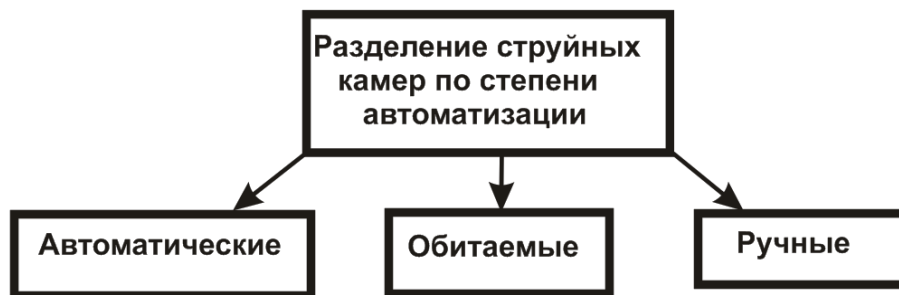 Разделение струйных
камер по степени
автоматизации
Автоматические
Обитаемые
Ручные